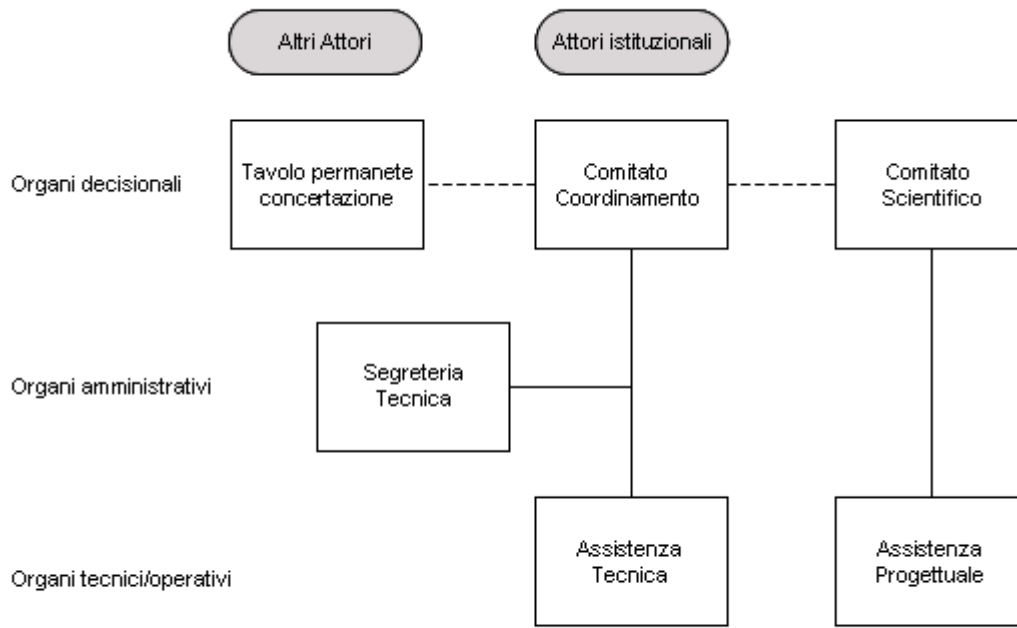 Altri Attori
Attori istituzionali
Organi decisionali
Tavolo permanete
concertazione
Comitato
Coordinamento
Comitato
Scientifico
Organi amministrativi
Segreteria
Tecnica
Organi tecnici/operativi
Assistenza
Tecnica
Assistenza
Progettuale